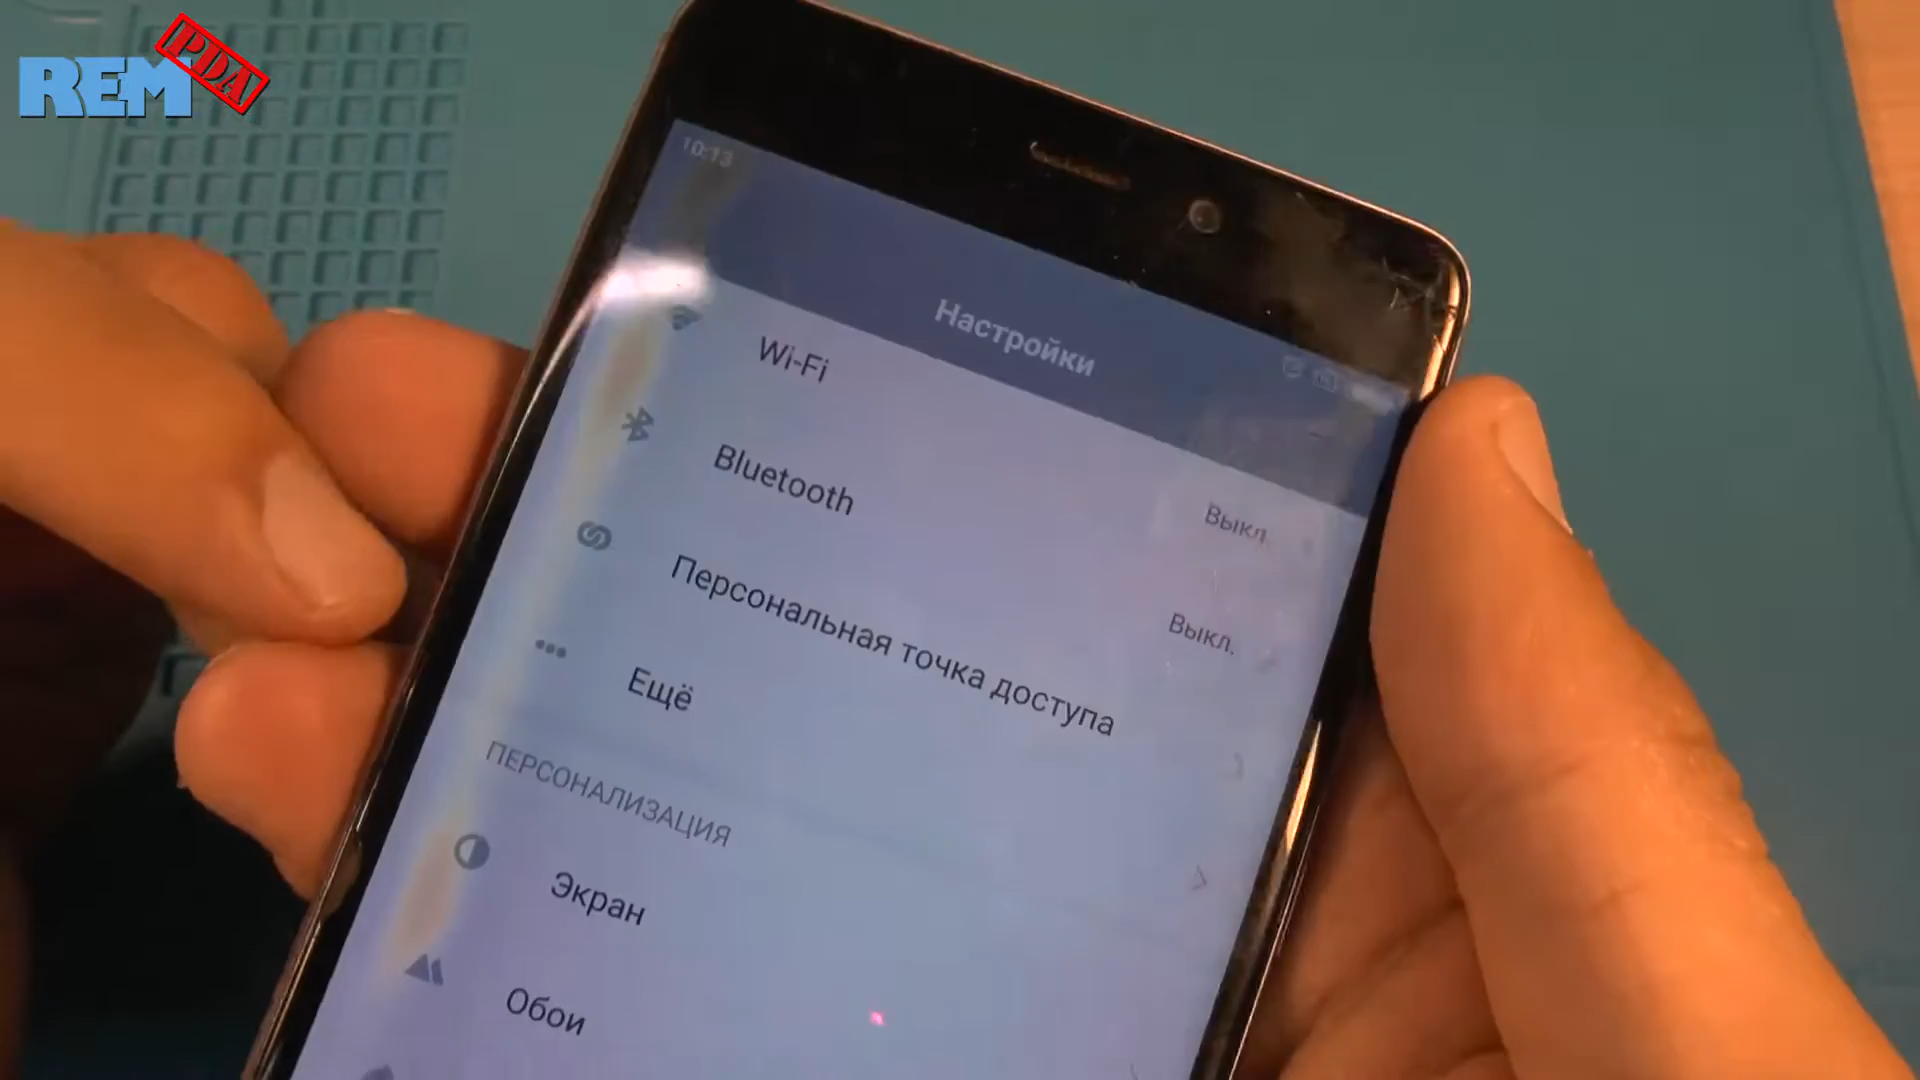 REM
PDA
10:13
Настройки
Wi-Fi
Выкл.
Bluetooth
Выкл.
Персональная точка доступа
Ещё
ПЕРСОНАЛИЗАЦИЯ
Экран
Обои